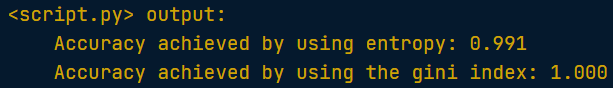 <script.py> output:
Accuracy achieved by using entropy: 0.991
Accuracy achieved by using the gini index: 1.000